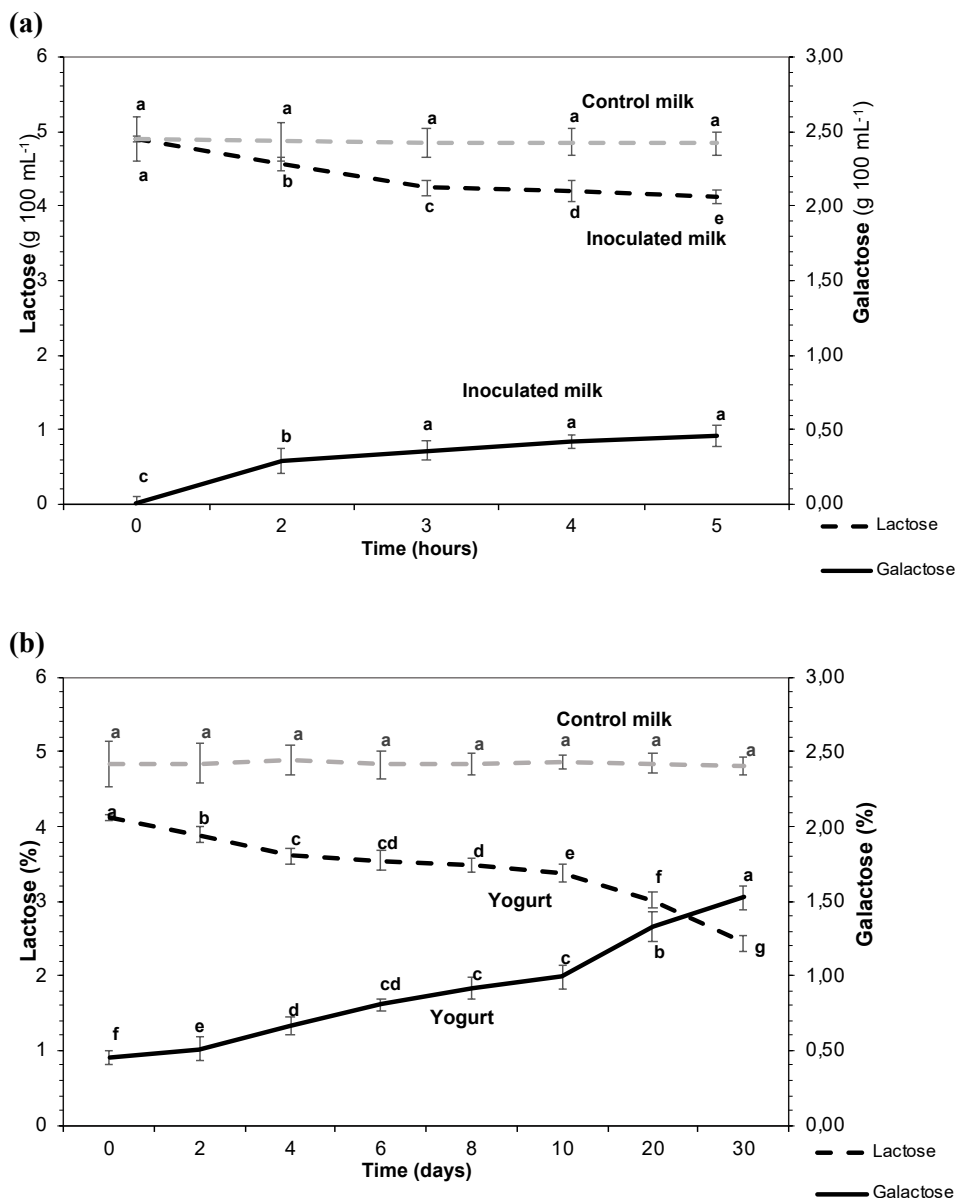 (a)
6
5
4
3
2
1
0
Lactose (g 100 mL-1)
3,00
2,50
2,00
1,50
1,00
0,50
0,00
Galactose (g 100 mL-1)
a a a a a
Control milk
a b c d e
Inoculated milk
Inoculated milk
c b a a a
0 2 3 4 5
Time (hours)
Lactose
Galactose
(b)
6
5
4
3
2
1
0
Lactose (%)
3,00
2,50
2,00
1,50
1,00
0,50
0,00
Galactose (%)
Control milk
a a a a a a a a
a b c cd d e f g
Yogurt
f e d cd c c b a
Yogurt
0 2 4 6 8 10 20 30
Time (days)
Lactose
Galactose